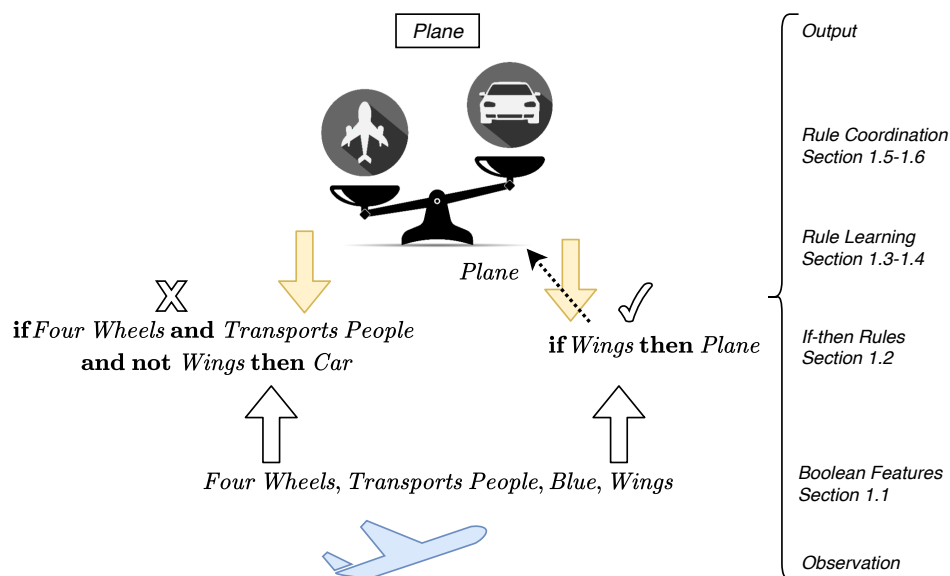 Plane
Output
Rule Coordination
Section 1.5-1.6
Rule Learning
Section 1.3-1.4
Plane
if Four Wheels and Transports People
and not Wings then Car
if Wings then Plane
If-then Rules
Section 1.2
Four Wheels, Transports People, Blue, Wings
Boolean Features
Section 1.1
Observation